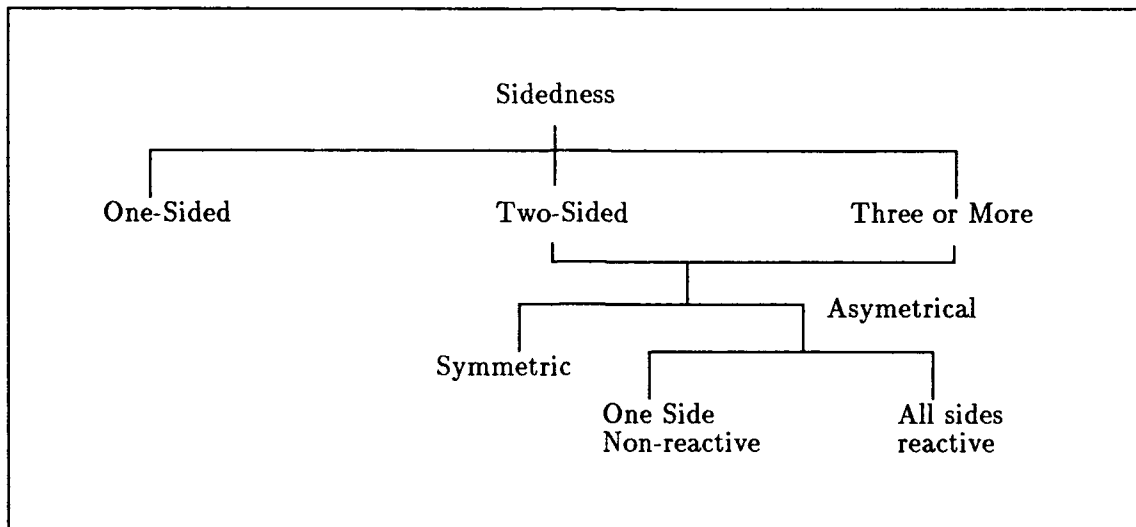 Sidedness
One-Sided
Two-Sided
Three or More
Asymetrical
Symmetric
One Side
Non-reactive
All sides
reactive